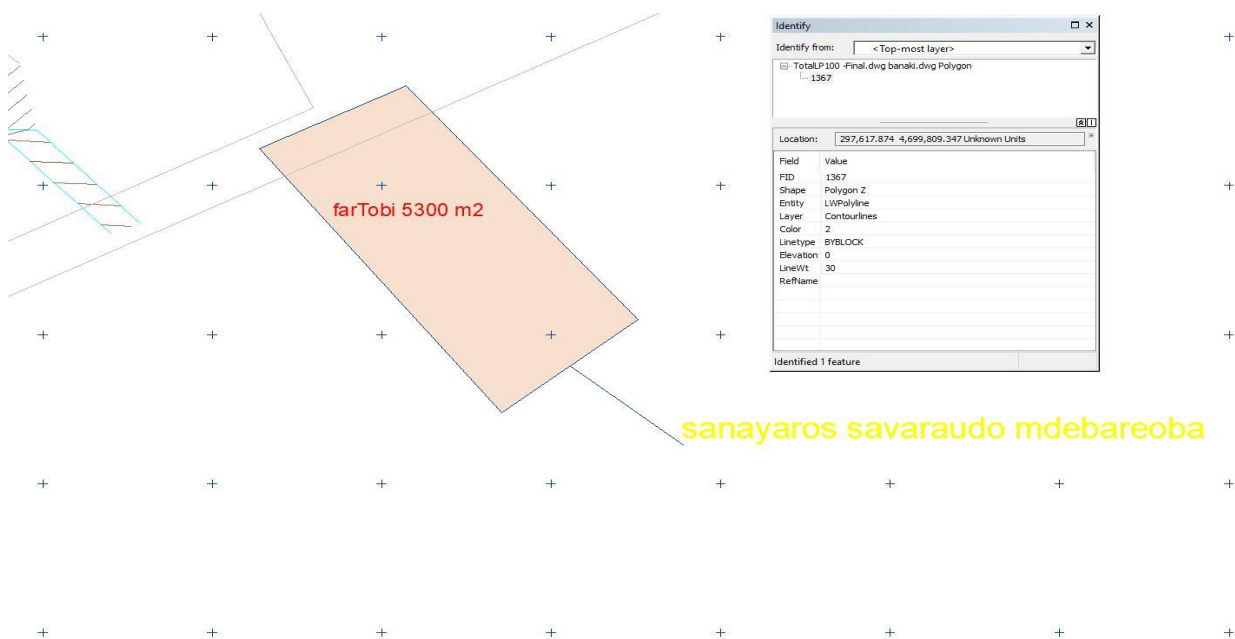 Identify
Identify from: <Top-most layer>
TotalLP100 -Final.dwg banaki.dwg Polygon
1367
Location: 297,617.874 4,699,809.347 Unknown Units
Field Value
FID 1367
Shape Polygon Z
Entity LWPolyline
Layer Contourlines
Color 2
Linetype BYBLOCK
Elevation 0
LineWt 30
RefName
Identified 1 feature
farTobi 5300 m2
sanayaros savaraudo mdebareoba